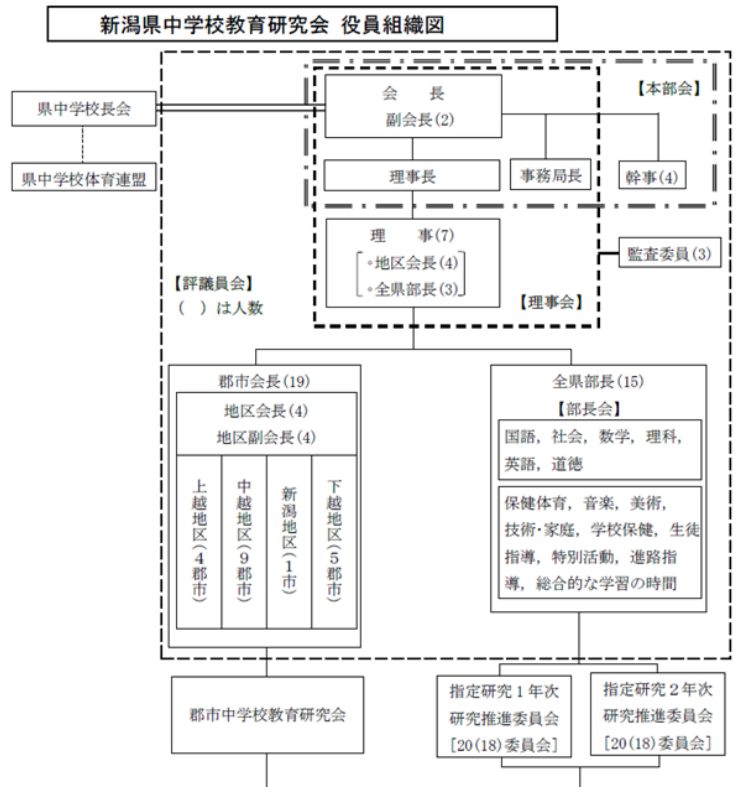 新潟県中学校教育研究会 役員組織図
県中学校長会
県中学校体育連盟
会　長
副会長(2)
【本部会】
理事長
事務局長
幹事(4)
理　事(7)
◦地区会長(4)
◦全県部長(3)
監査委員(3)
【評議員会】
(　)は人数
【理事会】
郡市会長(19)
地区会長(4)
地区副会長(4)
上越地区(4郡市)
中越地区(9郡市)
新潟地区(1市)
下越地区(5郡市)
全県部長(15)
【部長会】
国語，社会，数学，理科，
英語，道徳
保健体育，音楽，美術，
技術・家庭，学校保健，生徒
指導，特別活動，進路指
導，総合的な学習の時間
郡市中学校教育研究会
指定研究１年次
研究推進委員会
[20(18)委員会]
指定研究２年次
研究推進委員会
[20(18)委員会]